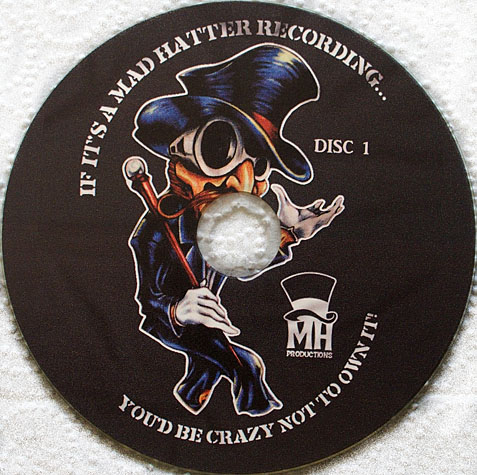 IF IT'S A MAD HATTER RECORDING...
DISC 1
MH
PRODUCTIONS
YOU'D BE CRAZY NOT TO OWN IT!